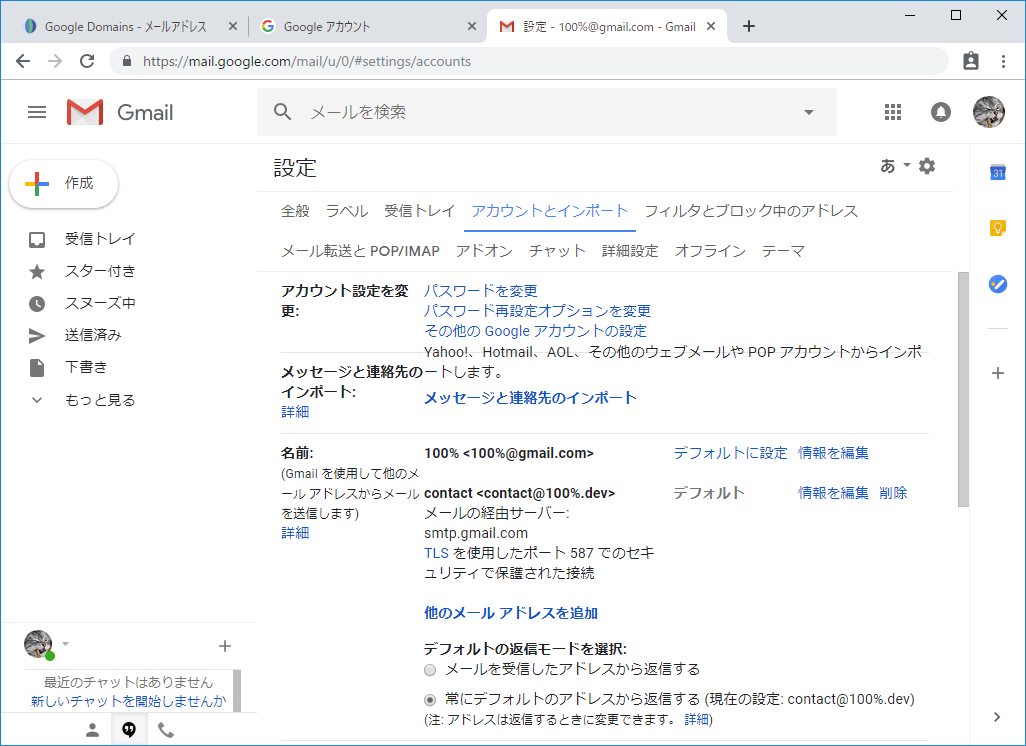 Google Domains - メールアドレス
Google アカウント
設定 - 100%@gmail.com - Gmail
https://mail.google.com/mail/u/0/#settings/accounts
Gmail
メールを検索
作成
受信トレイ
スター付き
スヌーズ中
送信済み
下書き
もっと見る
設定
あ
31
全般 ラベル 受信トレイ アカウントとインポート フィルタとブロック中のアドレス
メール転送と POP/IMAP アドオン チャット 詳細設定 オフライン テーマ
アカウント設定を変
更:
パスワードを変更
パスワード再設定オプションを変更
その他の Google アカウントの設定
メッセージと連絡先の
インポート:
詳細
Yahoo!、Hotmail、AOL、その他のウェブメールや POP アカウントからインポ
ートします。
メッセージと連絡先のインポート
名前:
(Gmail を使用して他のメ
ール アドレスからメール
を送信します)
詳細
100% <100%@gmail.com>
デフォルトに設定 情報を編集
contact <contact@100%.dev>
デフォルト 情報を編集 削除
メールの経由サーバー:
smtp.gmail.com
TLS を使用したポート 587 でのセキ
ュリティで保護された接続
他のメール アドレスを追加
デフォルトの返信モードを選択:
メールを受信したアドレスから返信する
常にデフォルトのアドレスから返信する (現在の設定: contact@100%.dev)
(注: アドレスは返信するときに変更できます。 詳細)
最近のチャットはありません
新しいチャットを開始しませんか